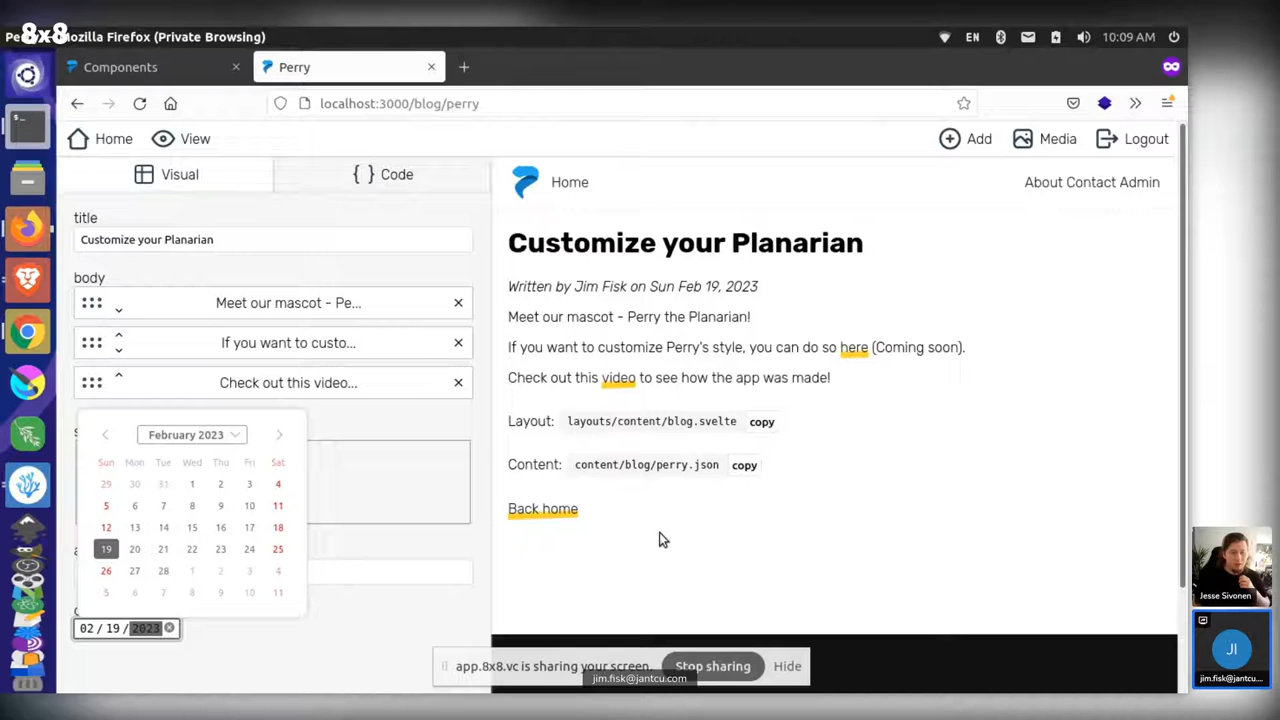 8x8
Pe Mozilla Firefox (Private Browsing)
EN
10:09 AM
Components
Perry
localhost:3000/blog/perry
Home
View
Add
Media
Logout
Visual
{ } Code
title
Customize your Planarian
body
Meet our mascot - Pe...
If you want to custo...
Check out this video...
February 2023
Sun Mon Tue Wed Thu Fri Sat
29 30 31 1 2 3 4
5 6 7 8 9 10 11
12 13 14 15 16 17 18
19 20 21 22 23 24 25
26 27 28 1 2 3 4
5 6 7 8 9 10 11
02 / 19 / 2023
Home
About Contact Admin
Customize your Planarian
Written by Jim Fisk on Sun Feb 19, 2023
Meet our mascot - Perry the Planarian!
If you want to customize Perry's style, you can do so here (Coming soon).
Check out this video to see how the app was made!
Layout: layouts/content/blog.svelte copy
Content: content/blog/perry.json copy
Back home
app.8x8.vc is sharing your screen.
Stop sharing
Hide
jim.fisk@jantcu.com
Jesse Sivonen
JI
jim.fisk@jantcu....